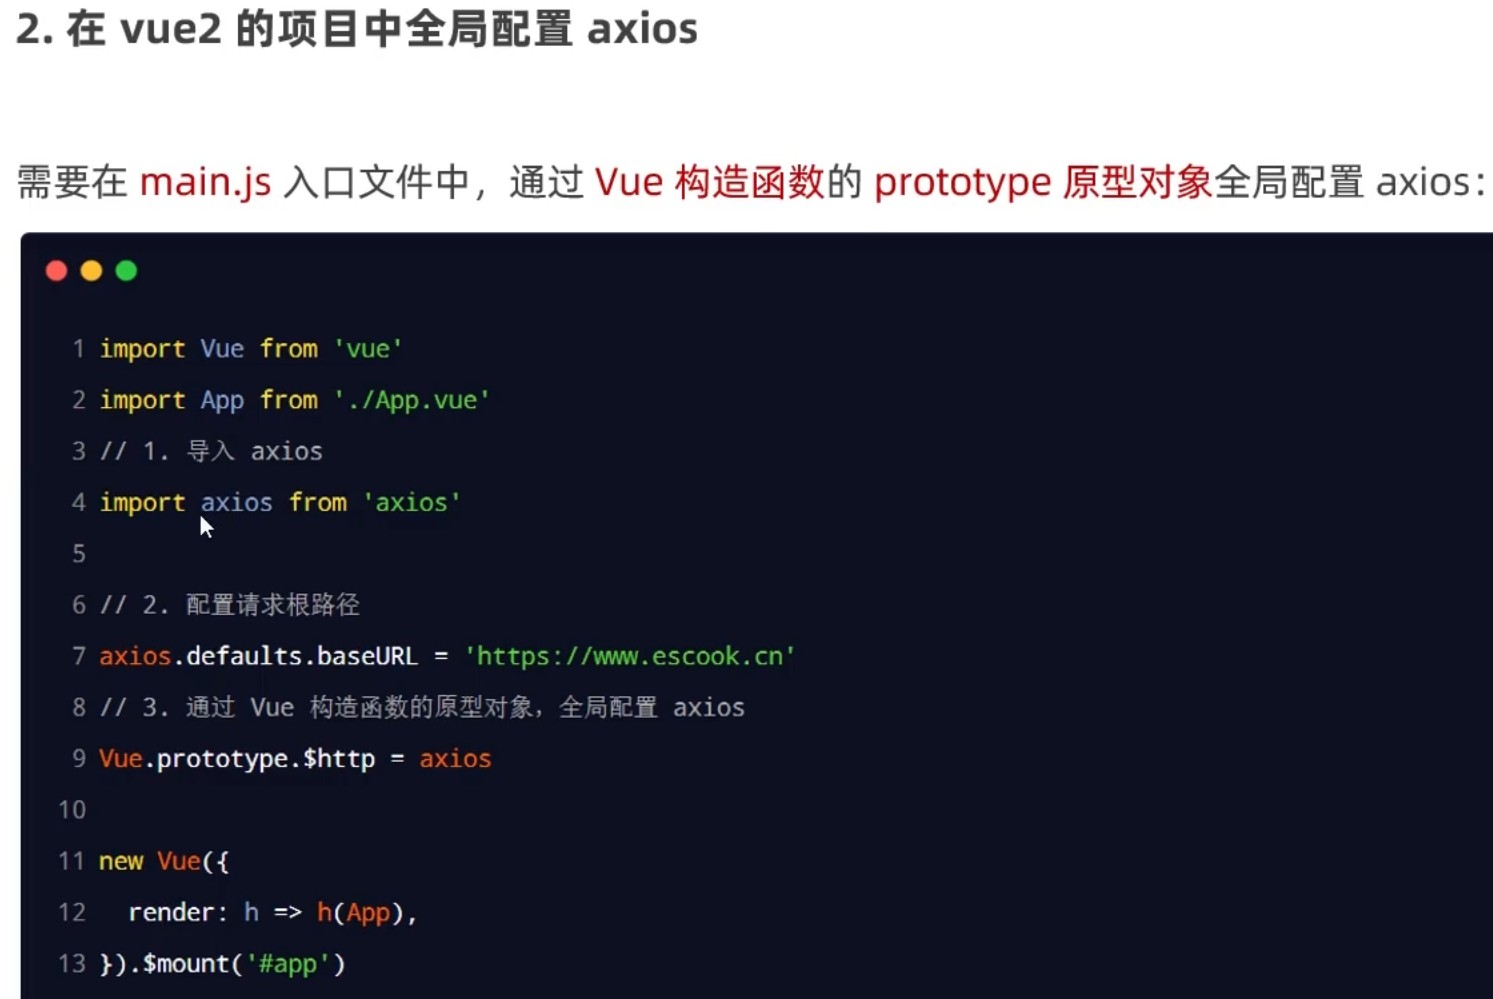 2. 在 vue2 的项目中全局配置 axios
需要在 main.js 入口文件中，通过 Vue 构造函数的 prototype 原型对象全局配置 axios：
1 import Vue from 'vue'
2 import App from './App.vue'
3 // 1. 导入 axios
4 import axios from 'axios'
5
6 // 2. 配置请求根路径
7 axios.defaults.baseURL = 'https://www.escook.cn'
8 // 3. 通过 Vue 构造函数的原型对象，全局配置 axios
9 Vue.prototype.$http = axios
10
11 new Vue({
12   render: h => h(App),
13 }).$mount('#app')